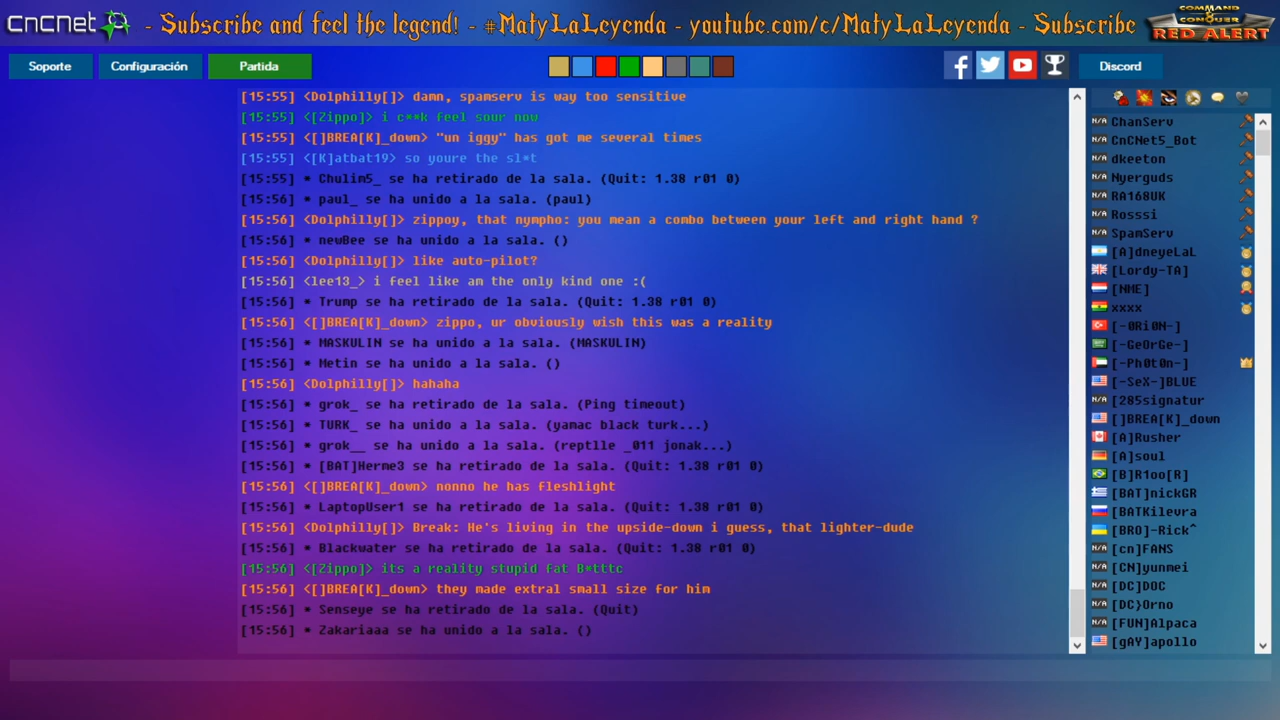 CnCNet - Subscribe and feel the legend! - #MatyLaLeyenda - youtube.com/c/MatyLaLeyenda - Subscribe COMMAND & CONQUER RED ALERT
Soporte Configuración Partida Discord
[15:55] <Dolphilly[]> damn, spamserv is way too sensitive
[15:55] <[Zippo]> i c**k feel sour now
[15:55] <[]BREA[K]_down> "un iggy" has got me several times
[15:55] <[K]atbat19> so youre the sl*t
[15:55] * Chulim5_ se ha retirado de la sala. (Quit: 1.38 r01 0)
[15:55] * paul_ se ha unido a la sala. (paul)
[15:56] <Dolphilly[]> zippoy, that nympho: you mean a combo between your left and right hand ?
[15:56] * newBee se ha unido a la sala. ()
[15:56] <Dolphilly[]> like auto-pilot?
[15:56] <lee13_> i feel like am the only kind one :(
[15:56] * Trump se ha retirado de la sala. (Quit: 1.38 r01 0)
[15:56] <[]BREA[K]_down> zippo, ur obviously wish this was a reality
[15:56] * MASKULIN se ha retirado de la sala. (MASKULIN)
[15:56] * Metin se ha unido a la sala. ()
[15:56] <Dolphilly[]> hahaha
[15:56] * grok_ se ha retirado de la sala. (Ping timeout)
[15:56] * TURK_ se ha unido a la sala. (yamac black turk...)
[15:56] * grok__ se ha unido a la sala. (reptlle _011 jonak...)
[15:56] * [BAT]Herme3 se ha retirado de la sala. (Quit: 1.38 r01 0)
[15:56] <[]BREA[K]_down> nonno he has fleshlight
[15:56] * LaptopUser1 se ha retirado de la sala. (Quit: 1.38 r01 0)
[15:56] <Dolphilly[]> Break: He's living in the upside-down i guess, that lighter-dude
[15:56] * Blackwater se ha retirado de la sala. (Quit: 1.38 r01 0)
[15:56] <[Zippo]> its a reality stupid fat B*tttc
[15:56] <[]BREA[K]_down> they made extral small size for him
[15:56] * Senseye se ha retirado de la sala. (Quit)
[15:56] * Zakariaaa se ha unido a la sala. ()
N/A ChanServ
N/A CnCNet5_Bot
N/A dkeeton
N/A Nyerguds
N/A RA168UK
N/A Rosssi
N/A SpamServ
[A]dneyeLaL
[Lordy-TA]
[NME]
xxxx
[-0Ri0N-]
[-GeOrGe-]
[-Ph0t0n-]
[-SeX-]BLUE
N/A [285signatur
[]BREA[K]_down
[A]Rusher
[A]soul
[B]R1oo[R]
[BAT]nickGR
[BATKilevra
[BRO]-Rick^
N/A [cn]FANS
N/A [CN]yunmei
N/A [DC]DOC
N/A [DC}Orno
N/A [FUN]Alpaca
[gAY]apollo